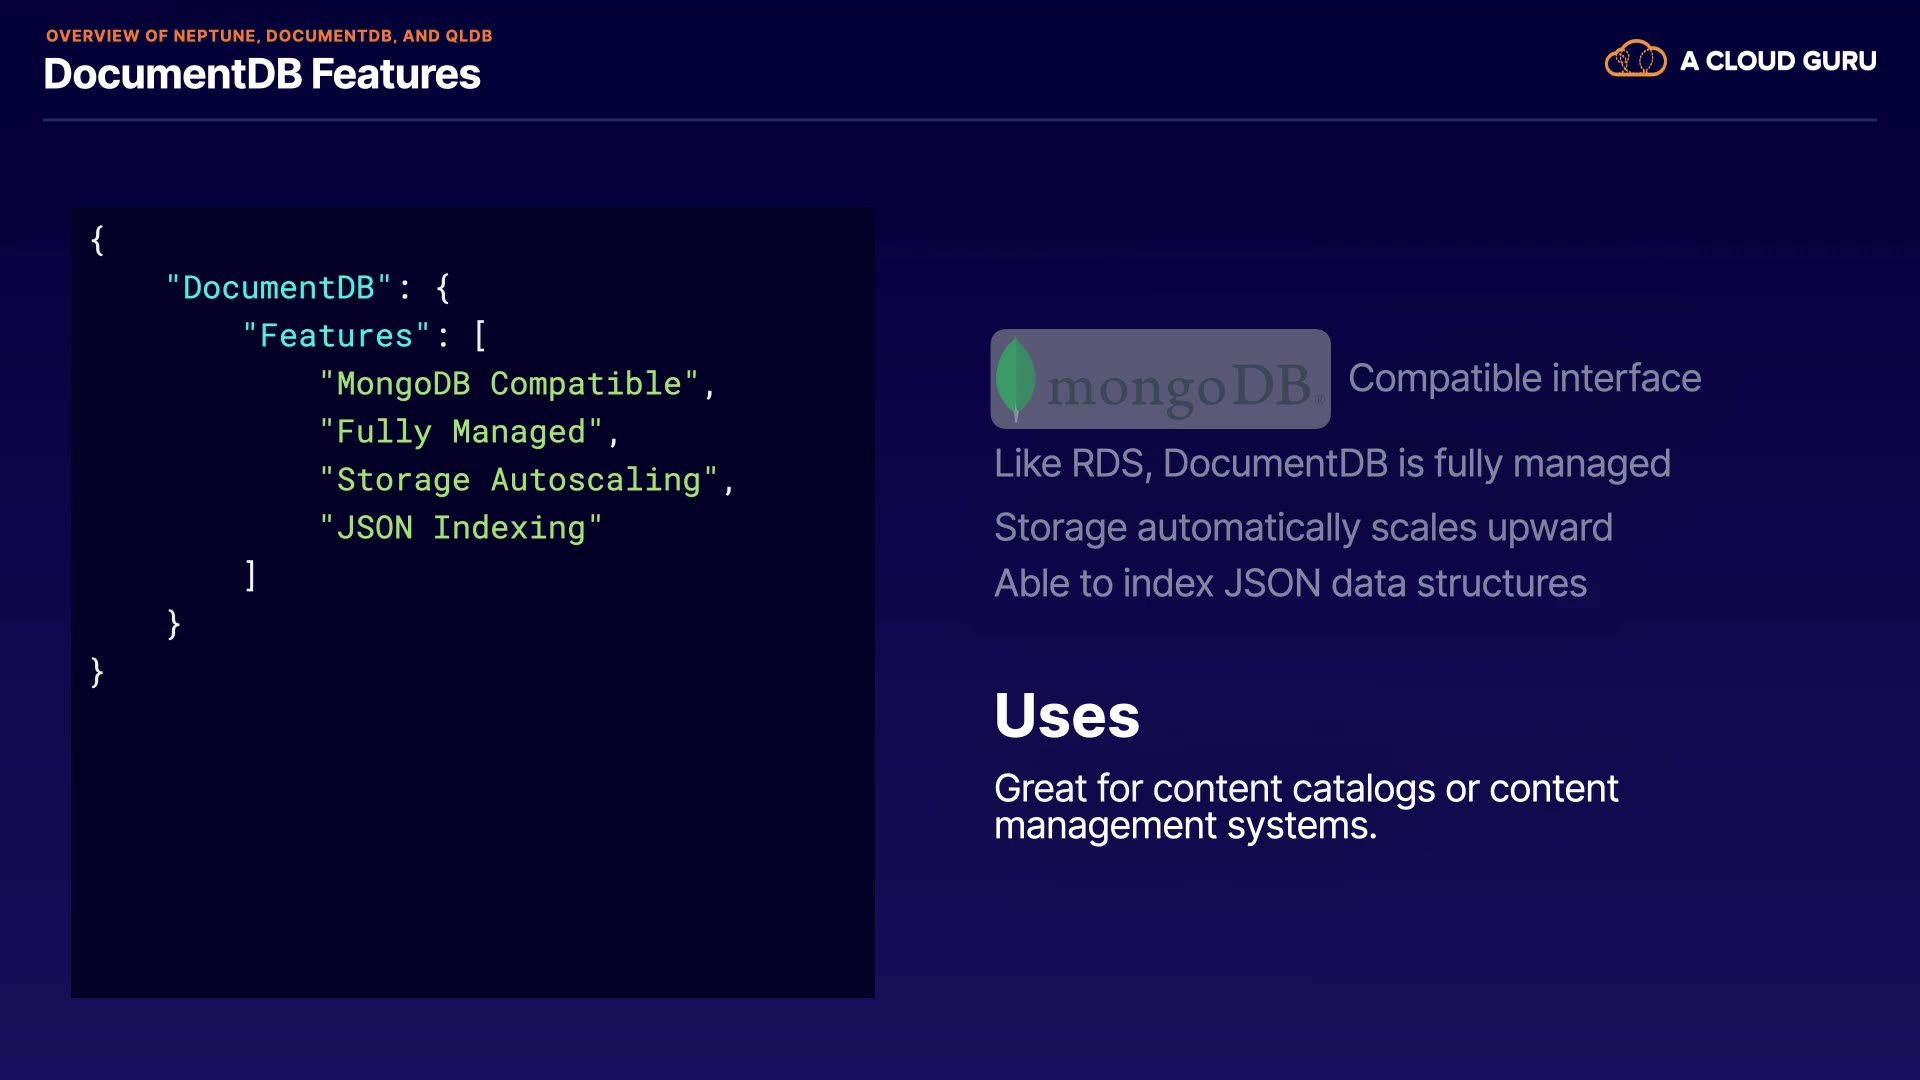 OVERVIEW OF NEPTUNE, DOCUMENTDB, AND QLDB
DocumentDB Features
A CLOUD GURU
{
"DocumentDB": {
"Features": [
"MongoDB Compatible",
"Fully Managed",
"Storage Autoscaling",
"JSON Indexing"
]
}
}
mongoDB® Compatible interface
Like RDS, DocumentDB is fully managed
Storage automatically scales upward
Able to index JSON data structures
Uses
Great for content catalogs or content
management systems.